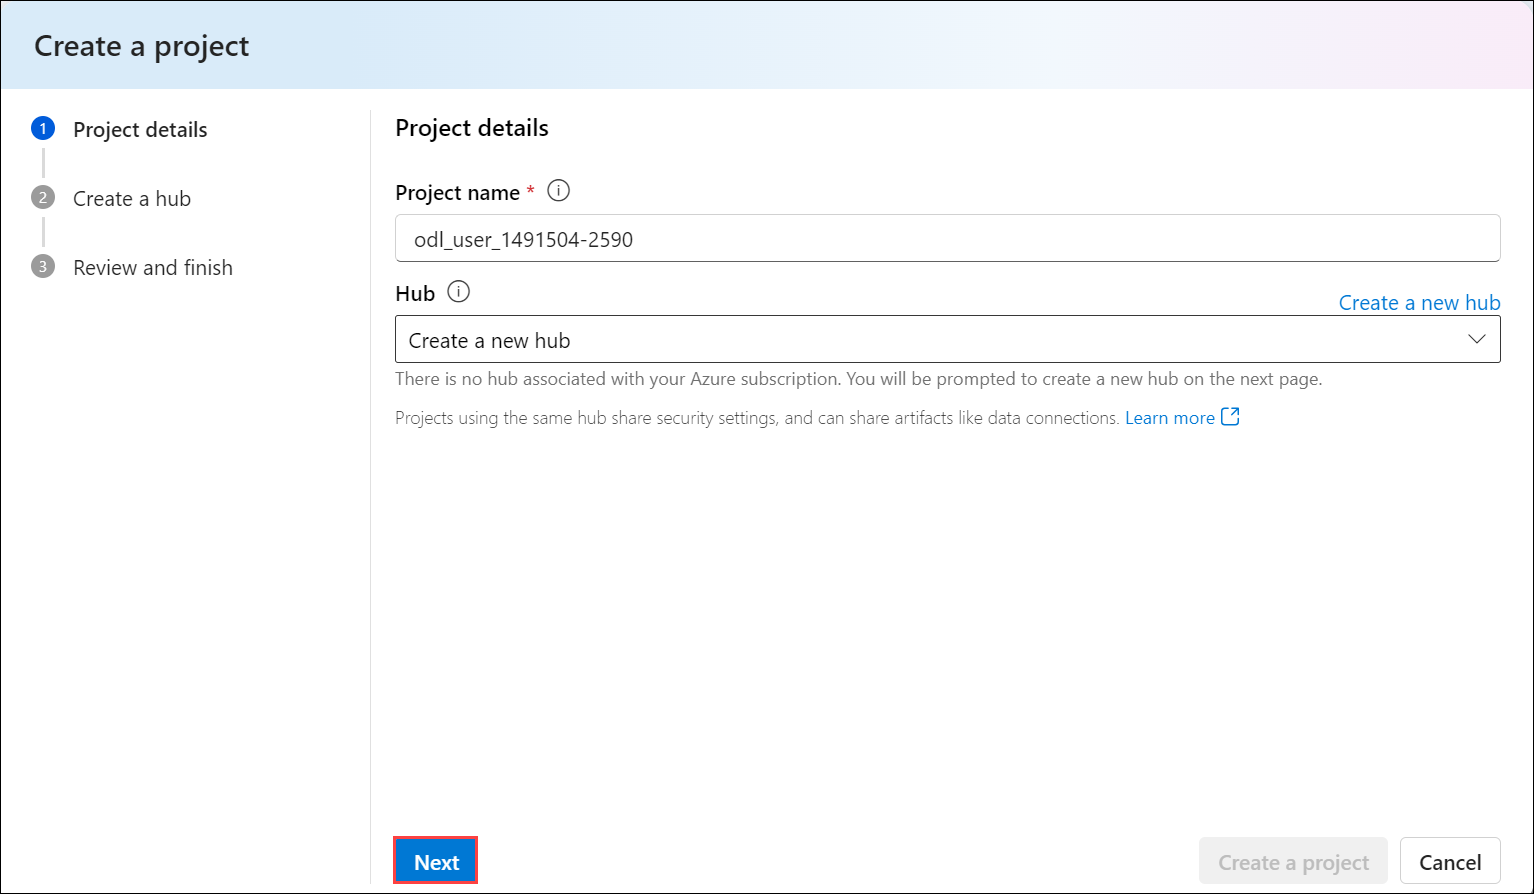 Create a project
1 Project details
2 Create a hub
3 Review and finish
Project details
Project name *
odl_user_1491504-2590
Hub
Create a new hub
Create a new hub
There is no hub associated with your Azure subscription. You will be prompted to create a new hub on the next page.
Projects using the same hub share security settings, and can share artifacts like data connections. Learn more
Next
Create a project
Cancel